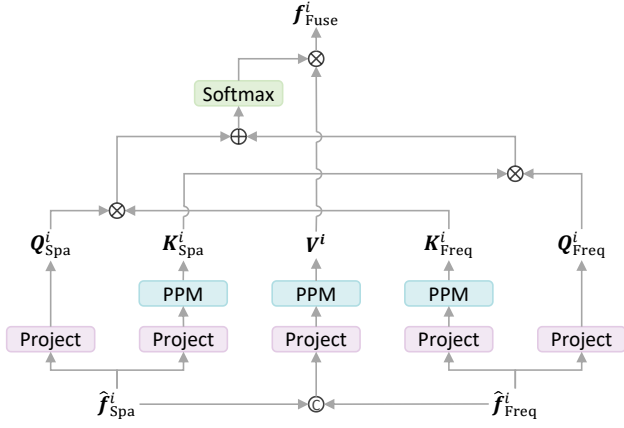 f^i_Fuse
Softmax
Q^i_Spa K^i_Spa V^i K^i_Freq Q^i_Freq
PPM PPM PPM
Project Project Project Project Project
f̂^i_Spa © f̂^i_Freq